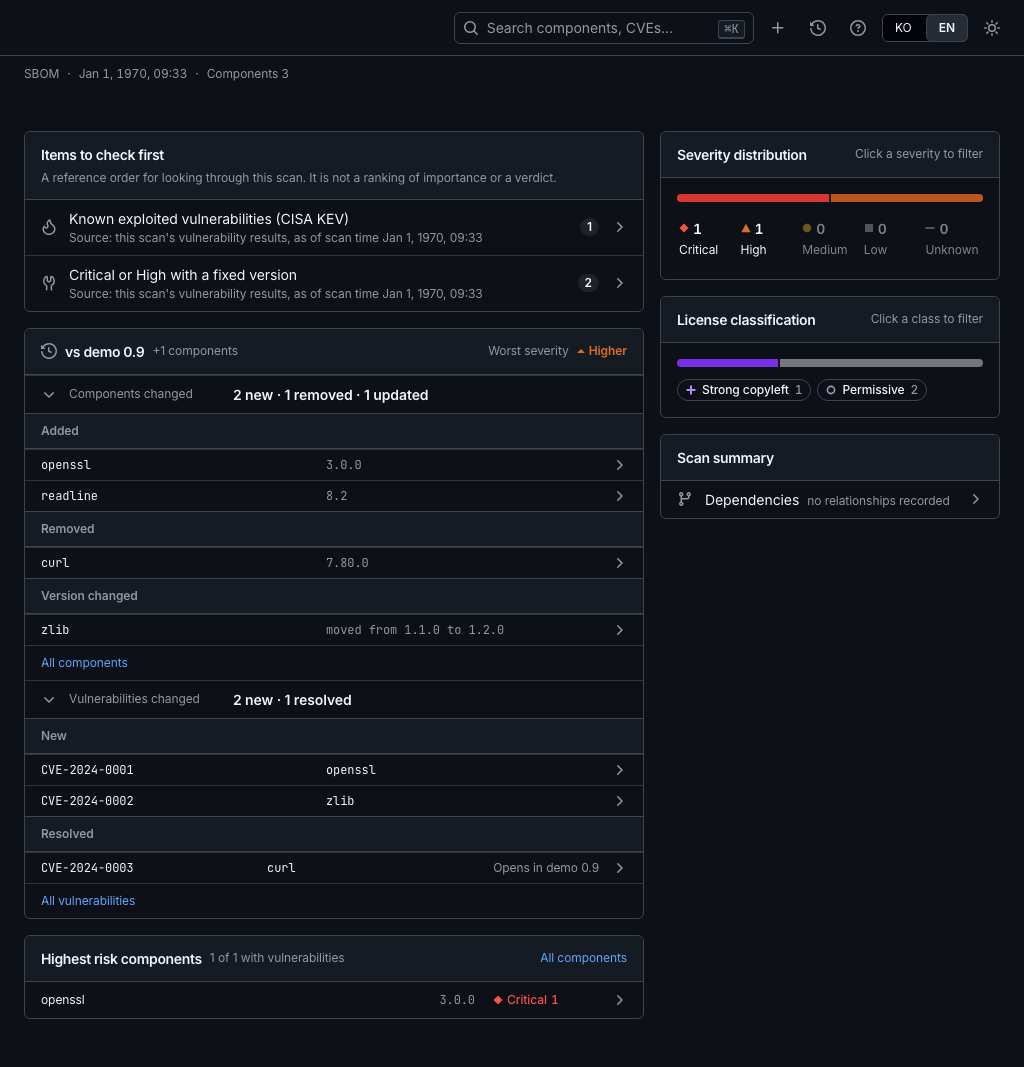 Search components, CVEs... ⌘K KO EN
SBOM · Jan 1, 1970, 09:33 · Components 3
Items to check first
A reference order for looking through this scan. It is not a ranking of importance or a verdict.
Known exploited vulnerabilities (CISA KEV)
Source: this scan's vulnerability results, as of scan time Jan 1, 1970, 09:33
1
Critical or High with a fixed version
Source: this scan's vulnerability results, as of scan time Jan 1, 1970, 09:33
2
vs demo 0.9 +1 components Worst severity Higher
Components changed 2 new · 1 removed · 1 updated
Added
openssl 3.0.0
readline 8.2
Removed
curl 7.80.0
Version changed
zlib moved from 1.1.0 to 1.2.0
All components
Vulnerabilities changed 2 new · 1 resolved
New
CVE-2024-0001 openssl
CVE-2024-0002 zlib
Resolved
CVE-2024-0003 curl Opens in demo 0.9
All vulnerabilities
Highest risk components 1 of 1 with vulnerabilities All components
openssl 3.0.0 Critical 1
Severity distribution Click a severity to filter
1 1 0 0 0
Critical High Medium Low Unknown
License classification Click a class to filter
Strong copyleft 1 Permissive 2
Scan summary
Dependencies no relationships recorded